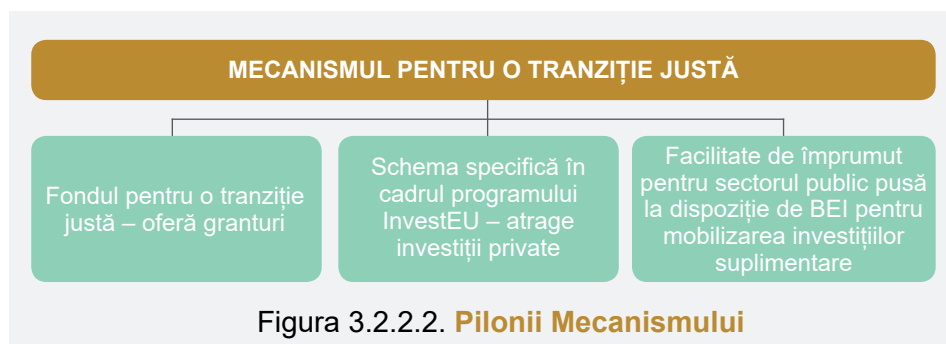 MECANISMUL PENTRU O TRANZIȚIE JUSTĂ
Fondul pentru o tranziție
justă – oferă granturi
Schema specifică în
cadrul programului
InvestEU – atrage
investiții private
Facilitate de împrumut
pentru sectorul public pusă
la dispoziție de BEI pentru
mobilizarea investițiilor
suplimentare
Figura 3.2.2.2. Pilonii Mecanismului